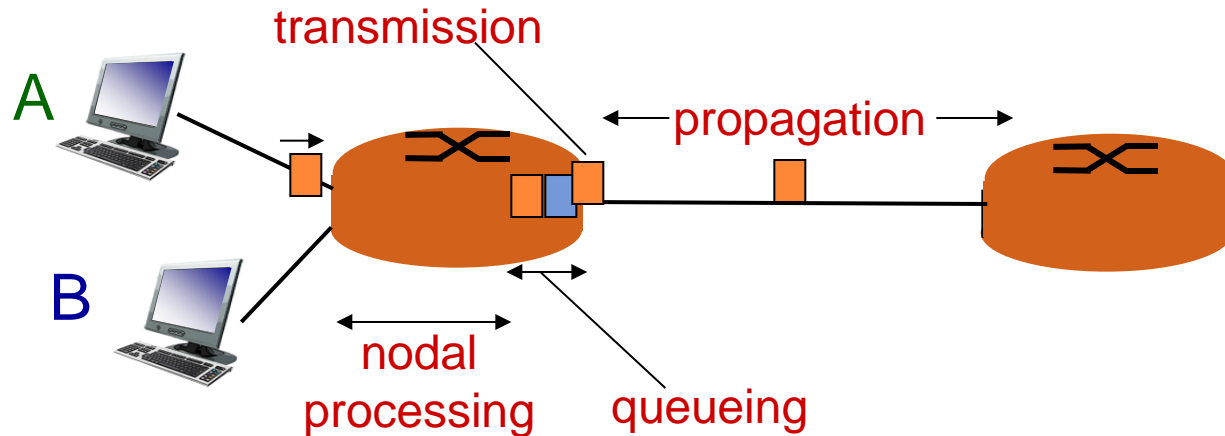 transmission
A
propagation
B
nodal
processing
queueing